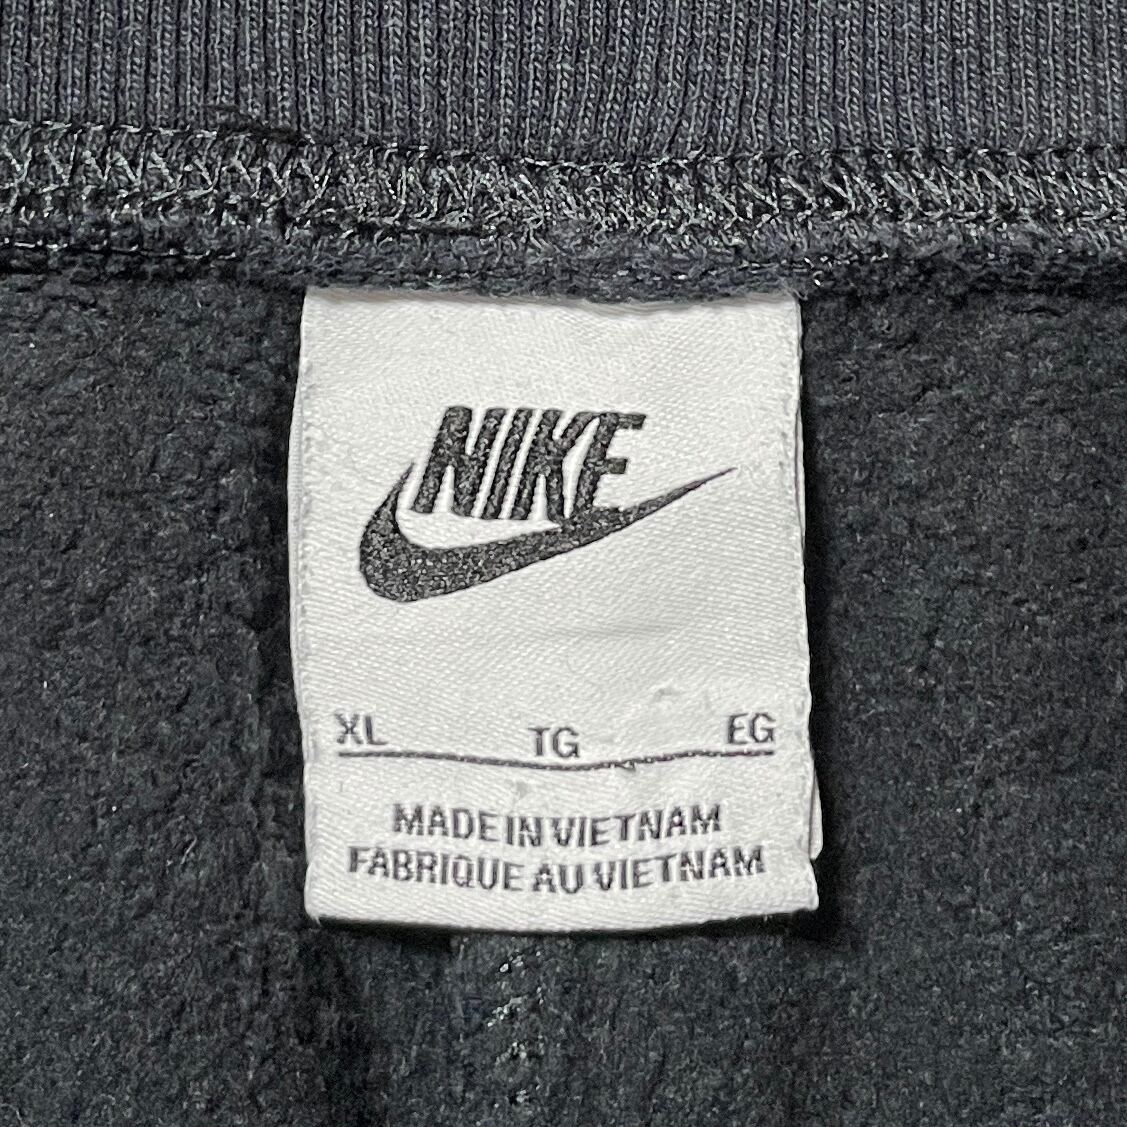 NIKE
XL TG EG
MADE IN VIETNAM
FABRIQUE AU VIETNAM